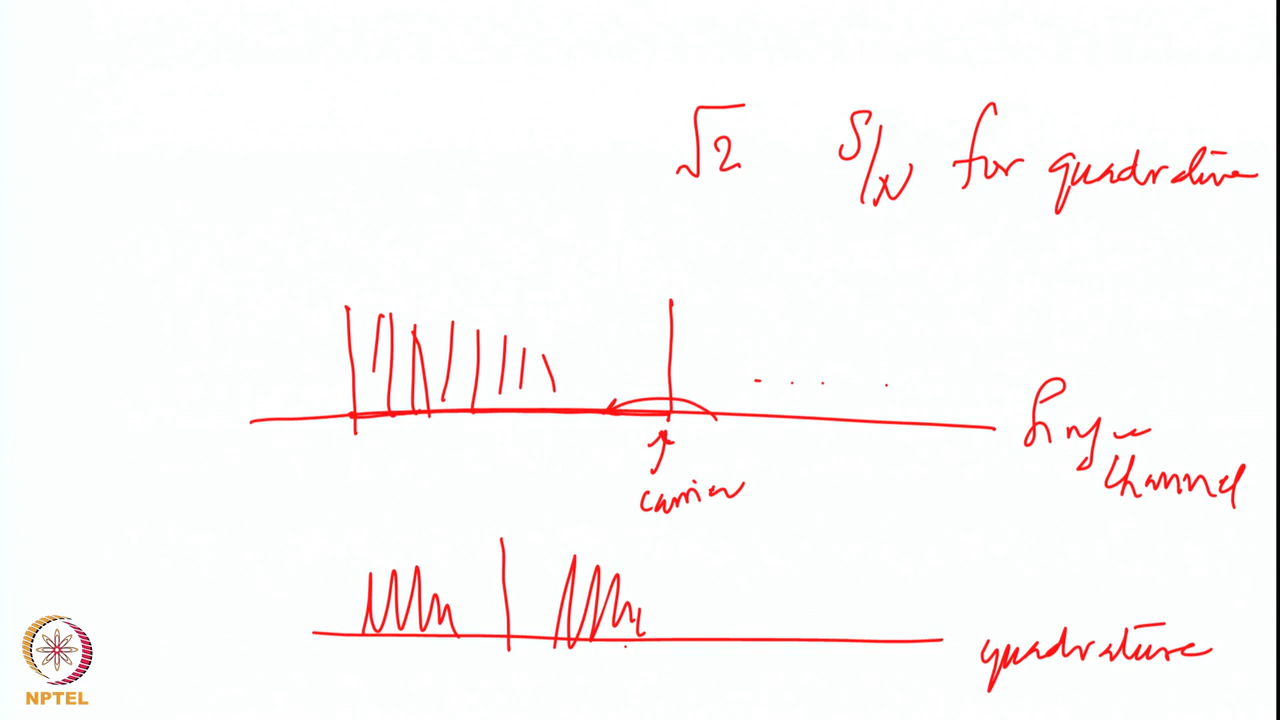 √2 S/N for quadrature
Single
channel
carrier
quadrature
NPTEL